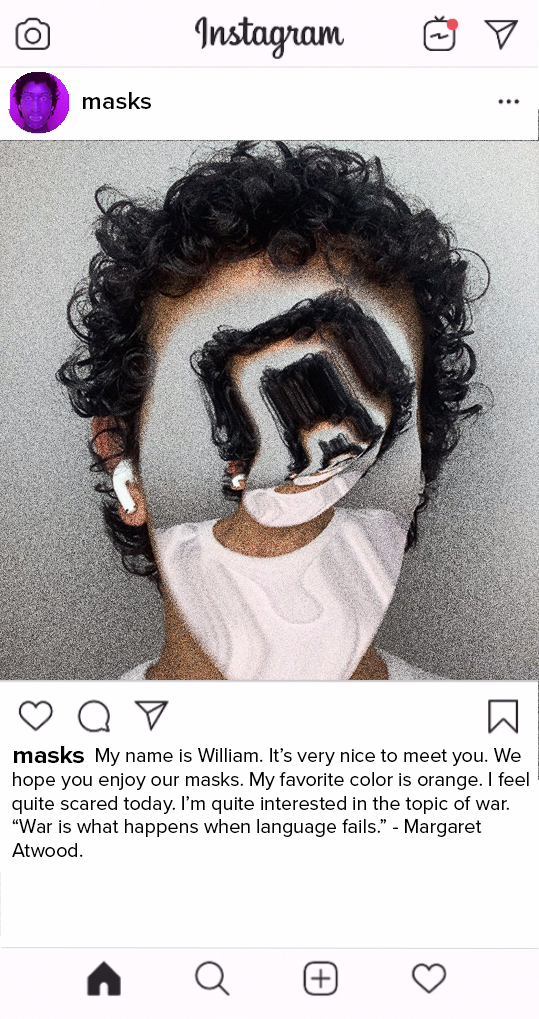 Instagram
masks
masks My name is William. It’s very nice to meet you. We
hope you enjoy our masks. My favorite color is orange. I feel
quite scared today. I’m quite interested in the topic of war.
“War is what happens when language fails.” - Margaret
Atwood.